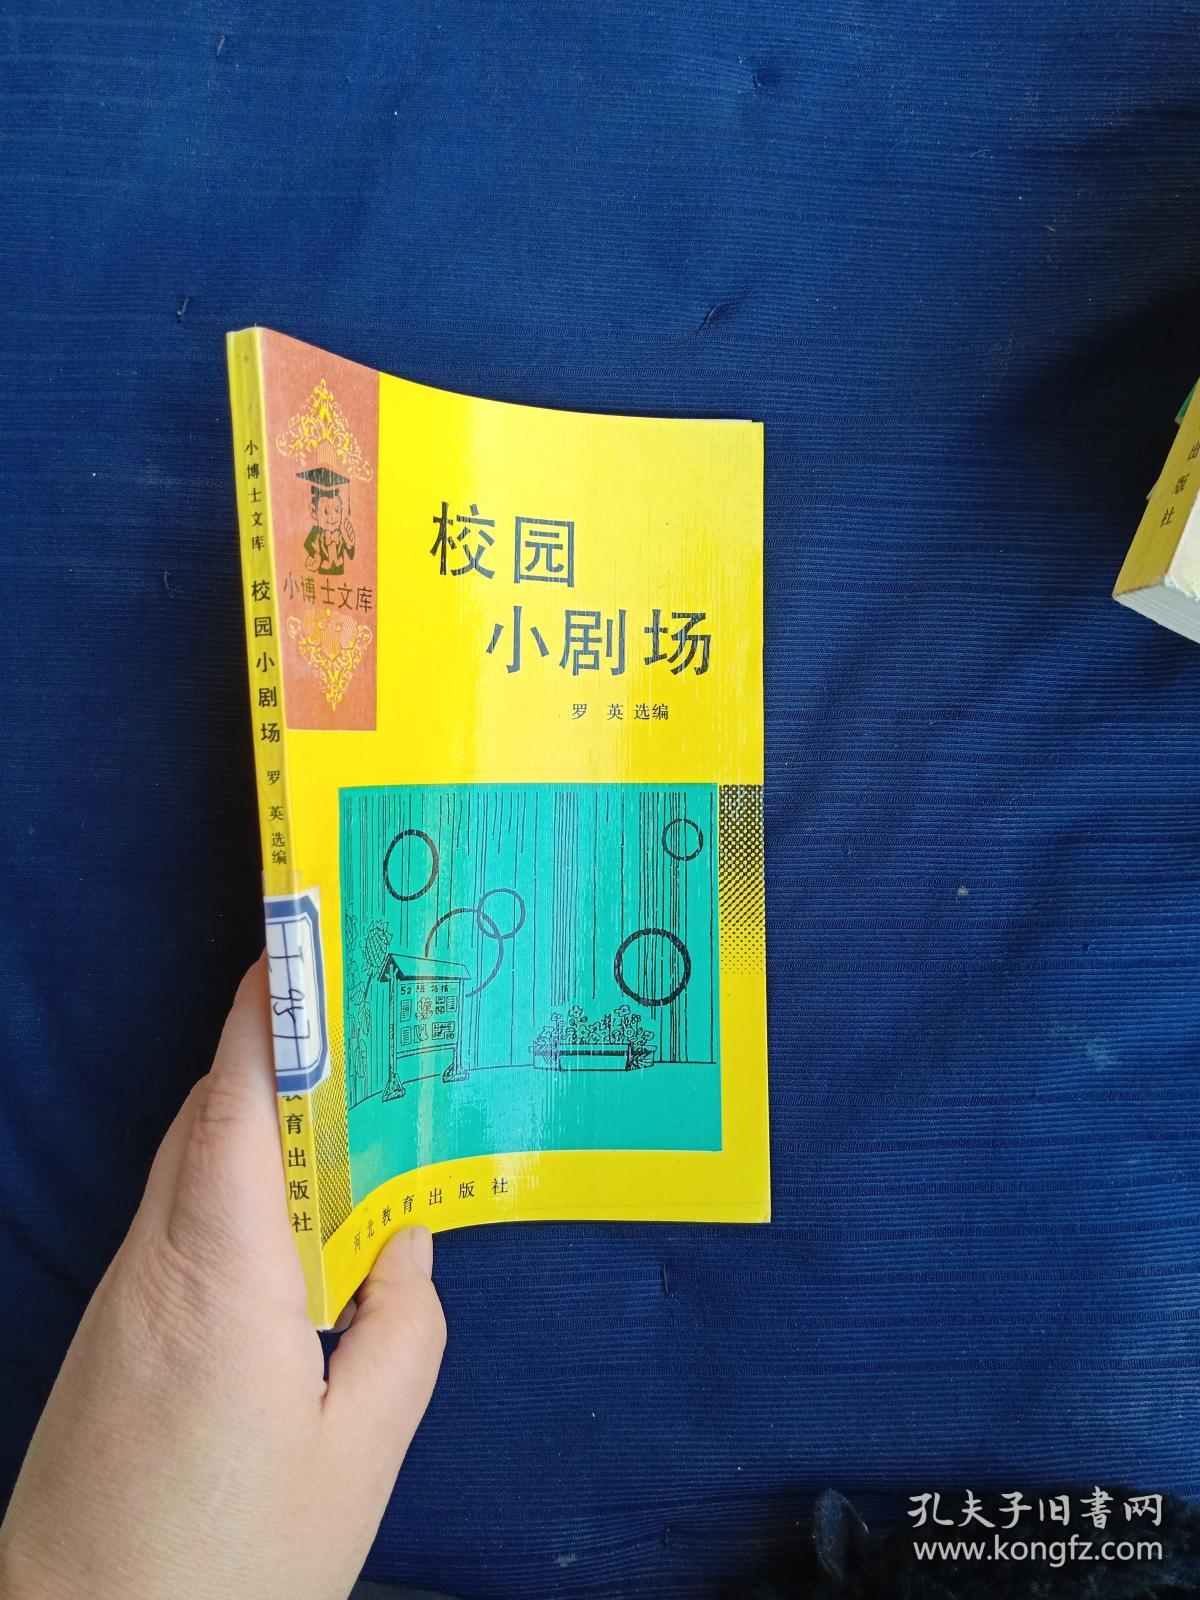 小博士文库
校园小剧场
罗英 选编
育出版社
小博士文库
校园
小剧场
罗 英 选编
河北教育出版社
出版社
孔夫子旧書网
www.kongfz.com